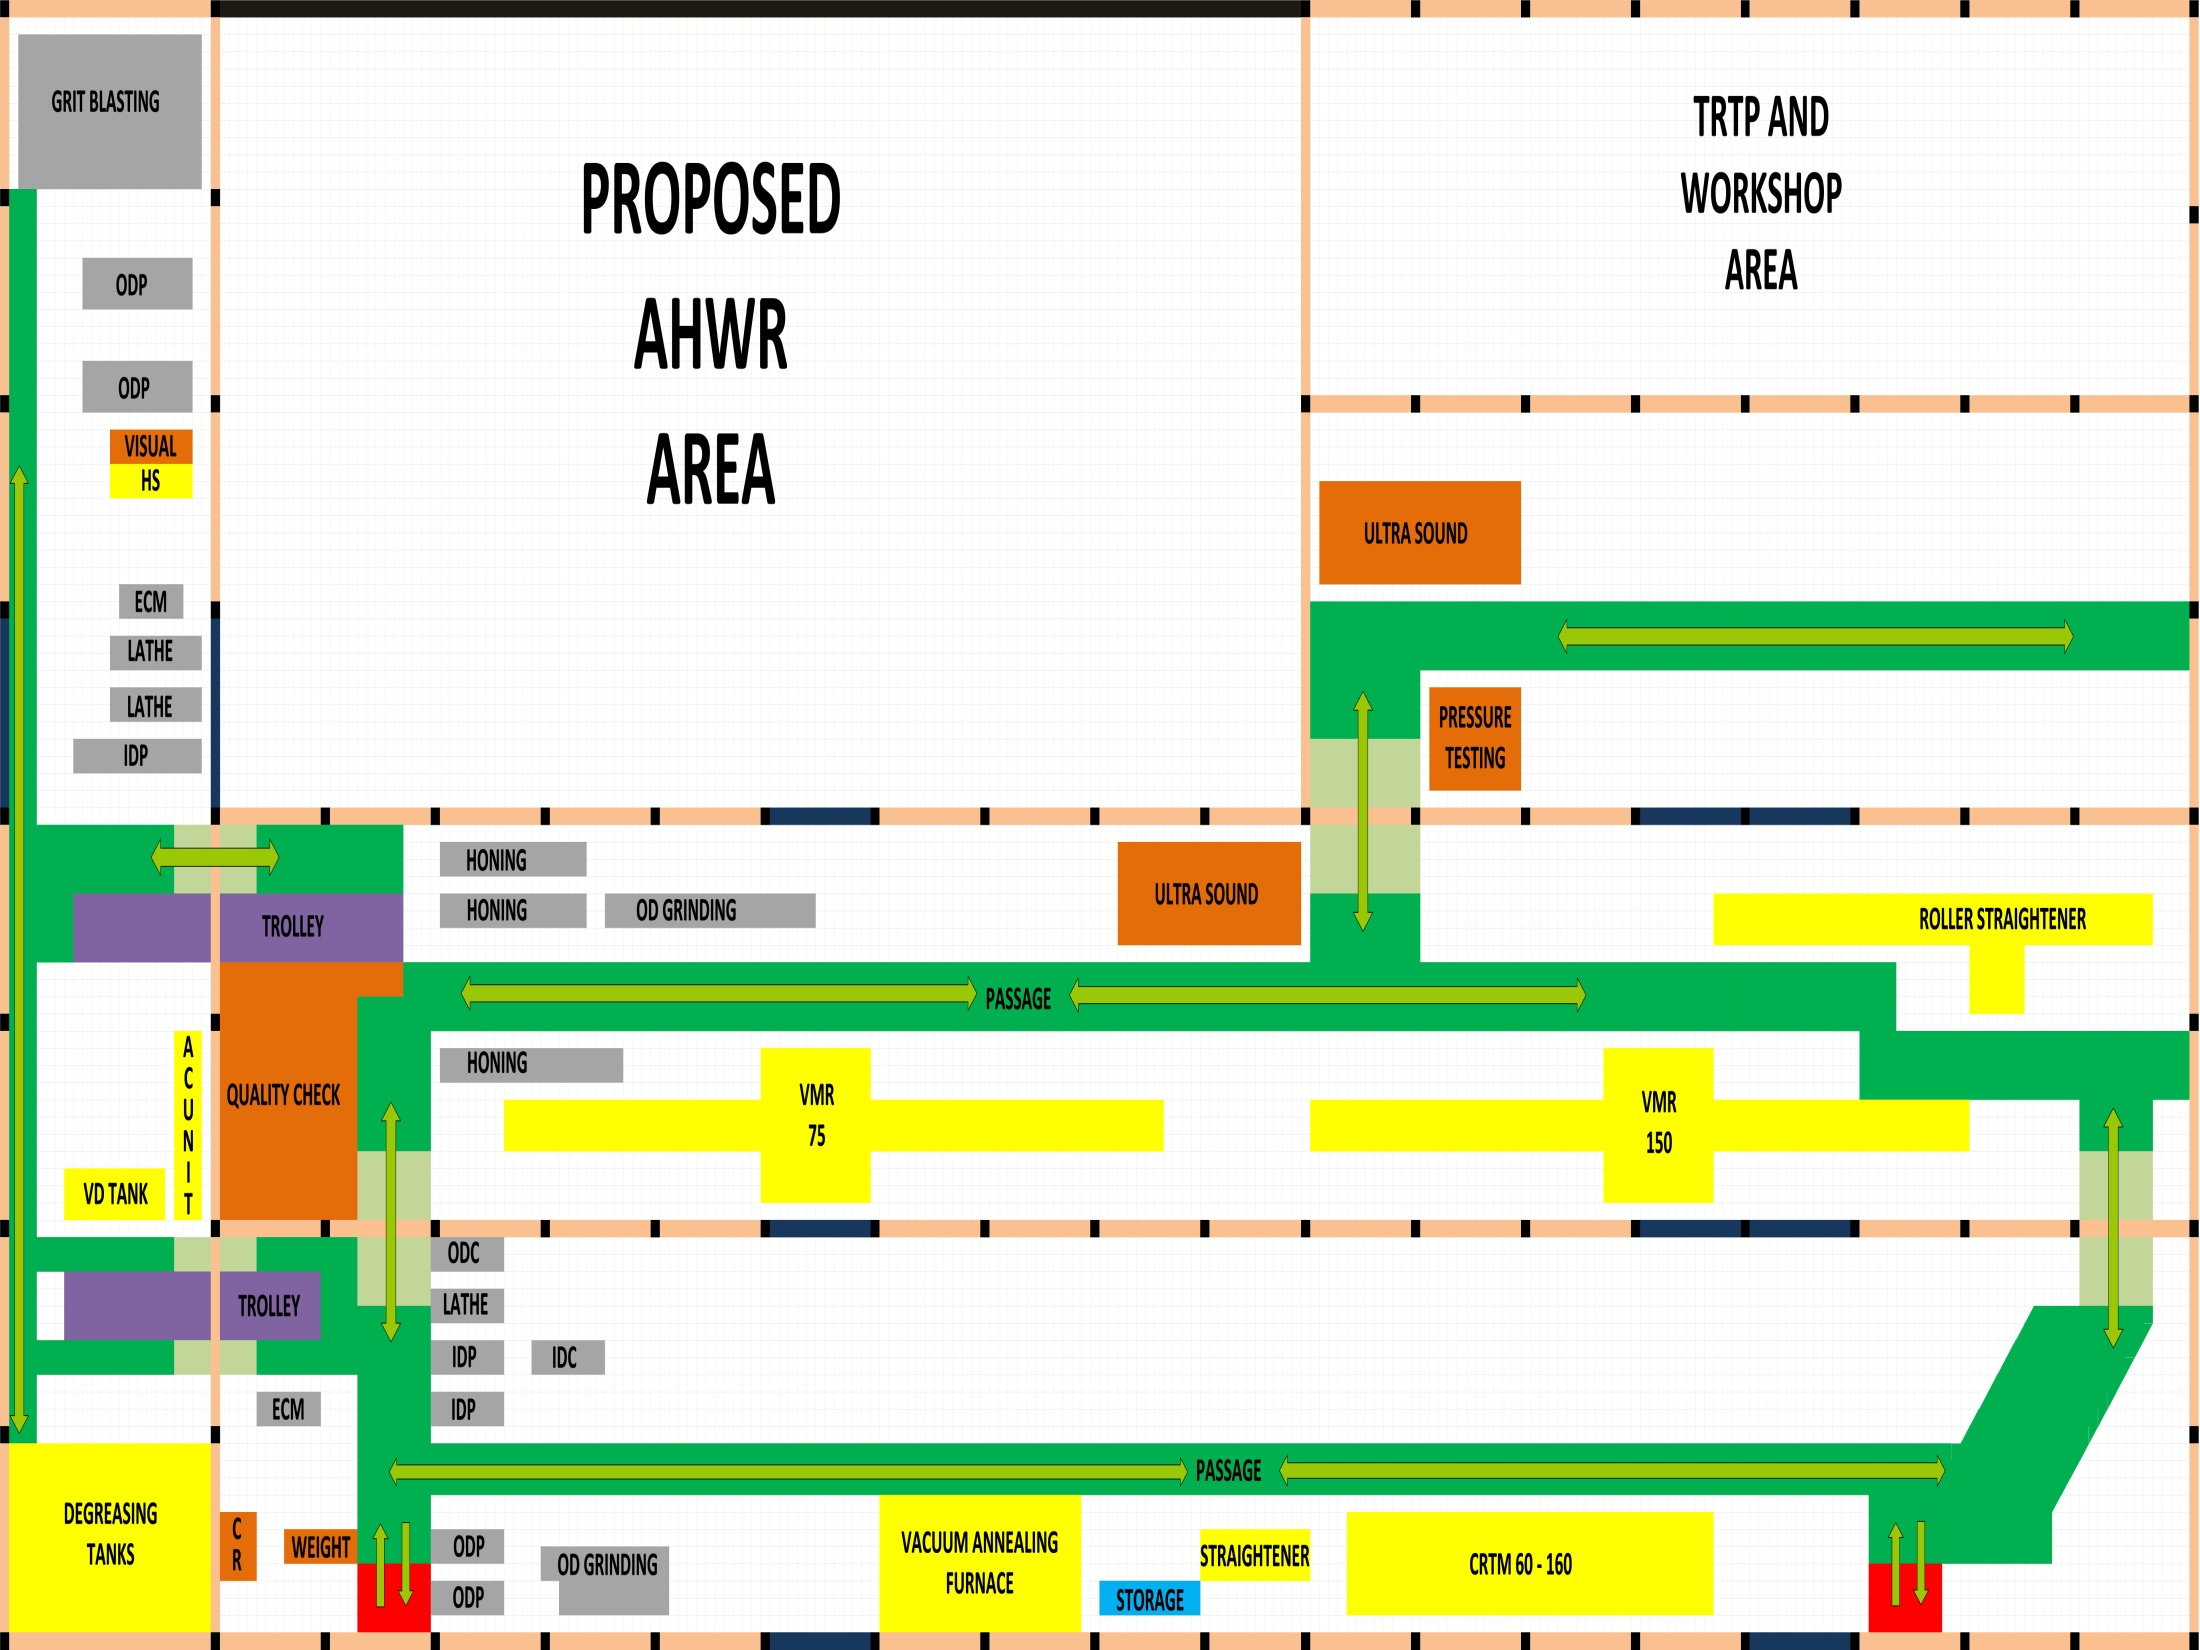 GRIT BLASTING
PROPOSED
AHWR
AREA
TRTP AND
WORKSHOP
AREA
ODP
ODP
VISUAL
HS
ECM
LATHE
LATHE
IDP
ULTRA SOUND
PRESSURE
TESTING
HONING
HONING
OD GRINDING
ULTRA SOUND
ROLLER STRAIGHTENER
TROLLEY
PASSAGE
A
C
U
N
I
T
QUALITY CHECK
HONING
VMR
75
VMR
150
VD TANK
TROLLEY
ODC
LATHE
IDP
IDC
IDP
ECM
PASSAGE
DEGREASING
TANKS
C
R
WEIGHT
ODP
ODP
OD GRINDING
VACUUM ANNEALING
FURNACE
STORAGE
STRAIGHTENER
CRTM 60 - 160